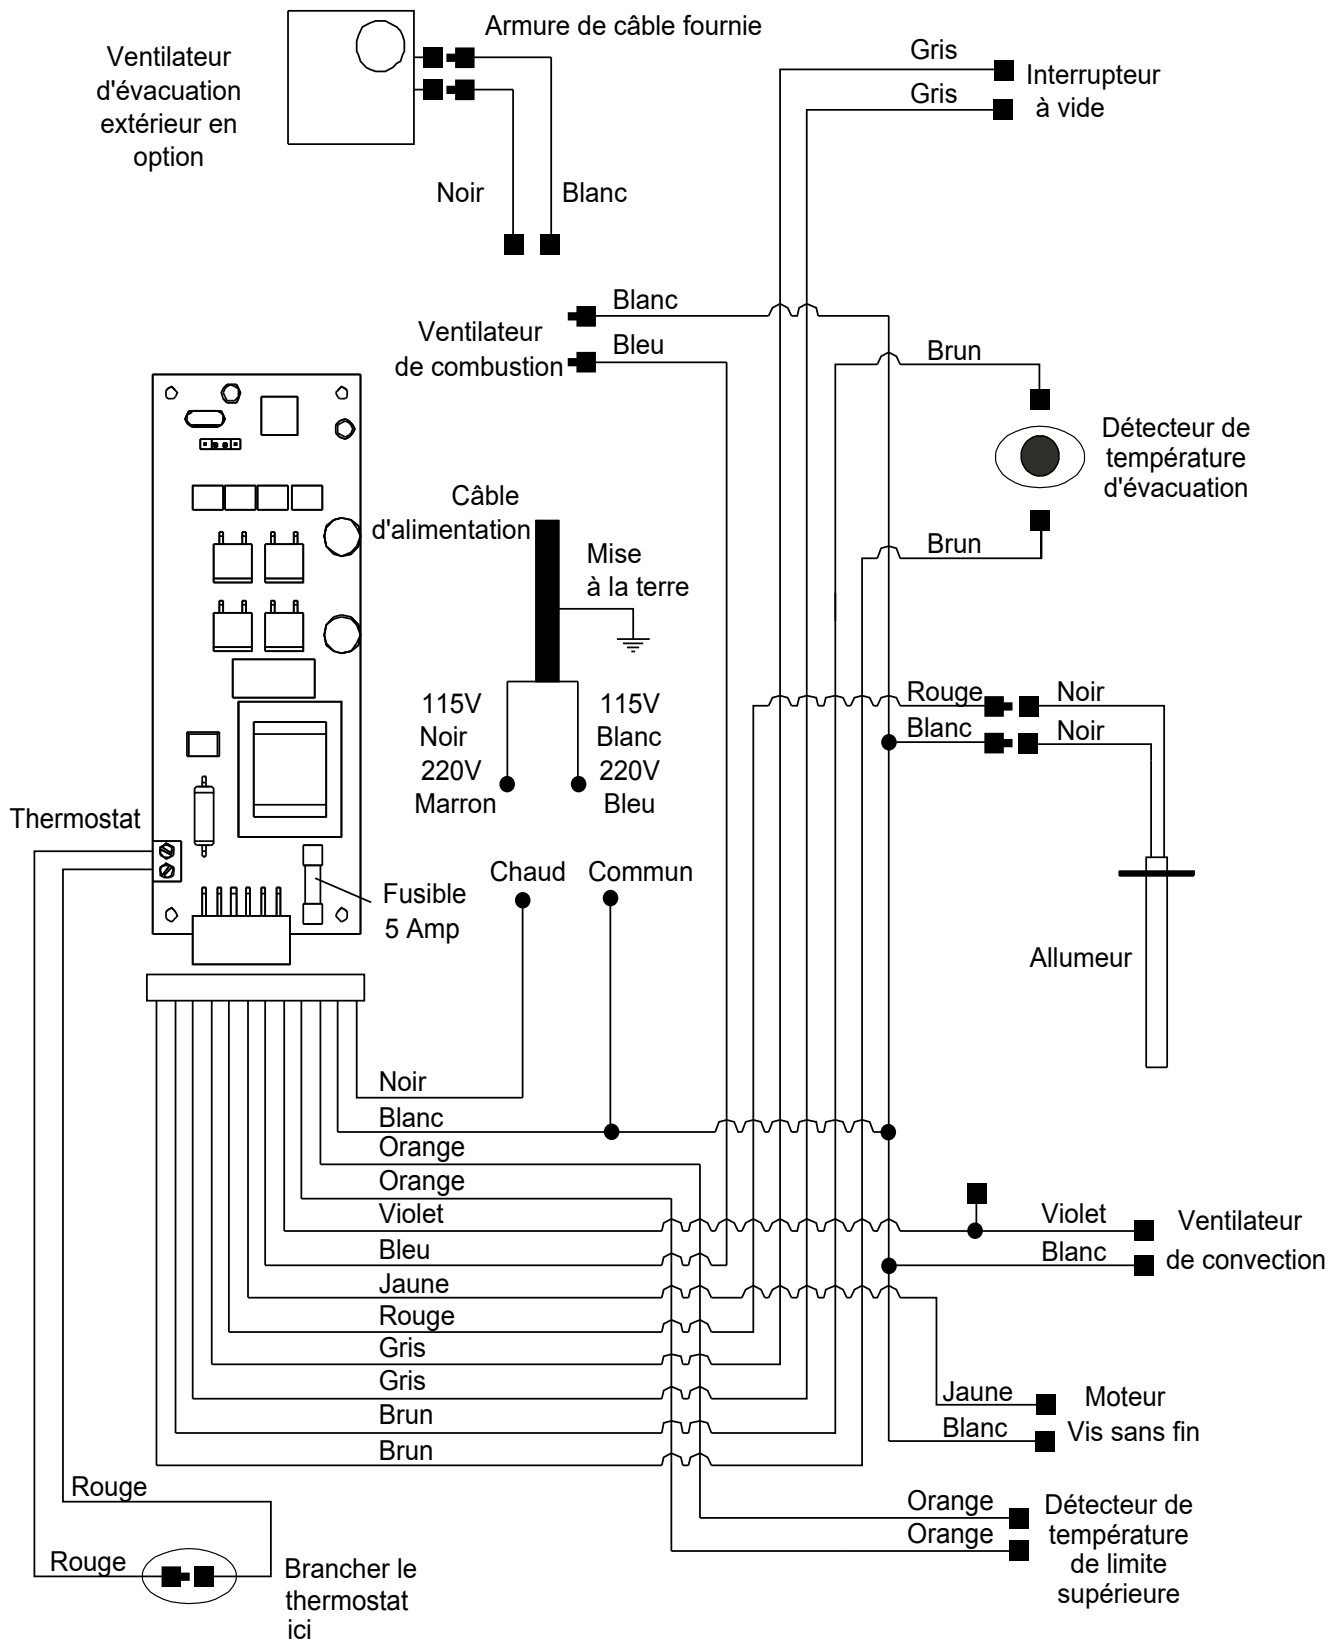 Armure de câble fournie
Ventilateur
d'évacuation
extérieur en
option
Noir
Blanc
Gris
Gris
Interrupteur
à vide
Blanc
Bleu
Ventilateur
de combustion
Brun
Détecteur de
température
d'évacuation
Brun
Câble
d'alimentation
Mise
à la terre
115V
Noir
220V
Marron
115V
Blanc
220V
Bleu
Rouge
Noir
Blanc
Noir
Thermostat
Fusible
5 Amp
Chaud
Commun
Allumeur
Noir
Blanc
Orange
Orange
Violet
Bleu
Jaune
Rouge
Gris
Gris
Brun
Brun
Violet
Blanc
Ventilateur
de convection
Jaune
Blanc
Moteur
Vis sans fin
Orange
Orange
Détecteur de
température
de limite
supérieure
Rouge
Rouge
Brancher le
thermostat
ici